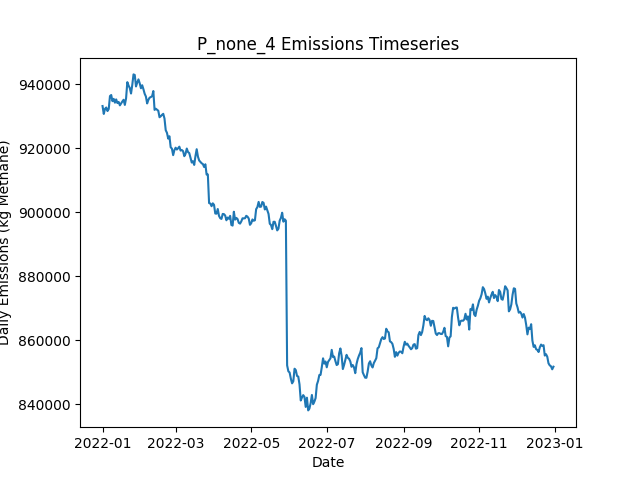 P_none_4 Emissions Timeseries
Daily Emissions (kg Methane)
940000
920000
900000
880000
860000
840000
2022-01 2022-03 2022-05 2022-07 2022-09 2022-11 2023-01
Date